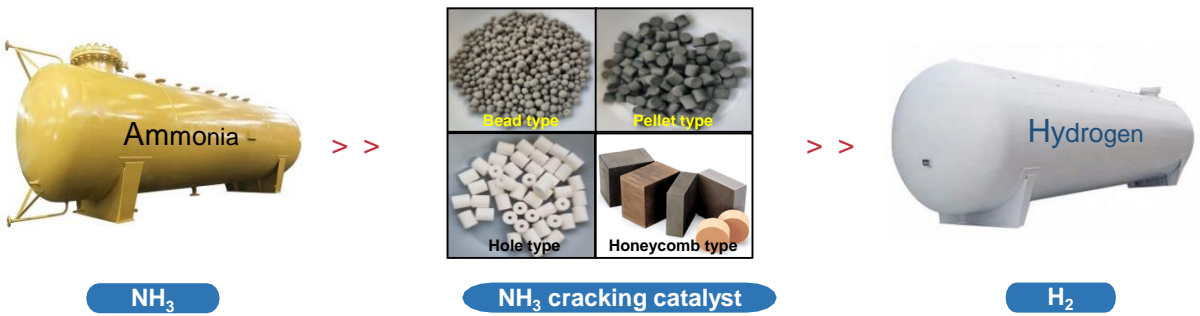 Ammonia
> >
Bead type
Pellet type
Hole type
Honeycomb type
> >
Hydrogen
NH₃
NH₃ cracking catalyst
H₂